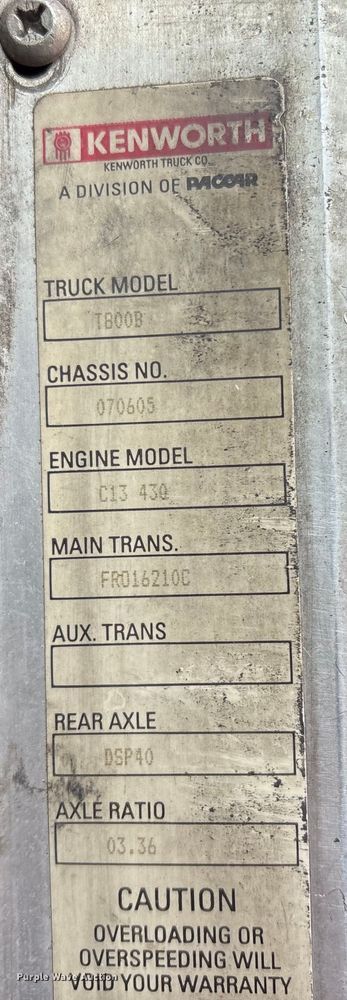 KENWORTH
KENWORTH TRUCK CO.
A DIVISION OF PACCAR
TRUCK MODEL
T800B
CHASSIS NO.
070605
ENGINE MODEL
C13 430
MAIN TRANS.
FRO16210C
AUX. TRANS
REAR AXLE
DSP40
AXLE RATIO
03.36
CAUTION
OVERLOADING OR
OVERSPEEDING WILL
VOID YOUR WARRANTY
Purple Wave Auction